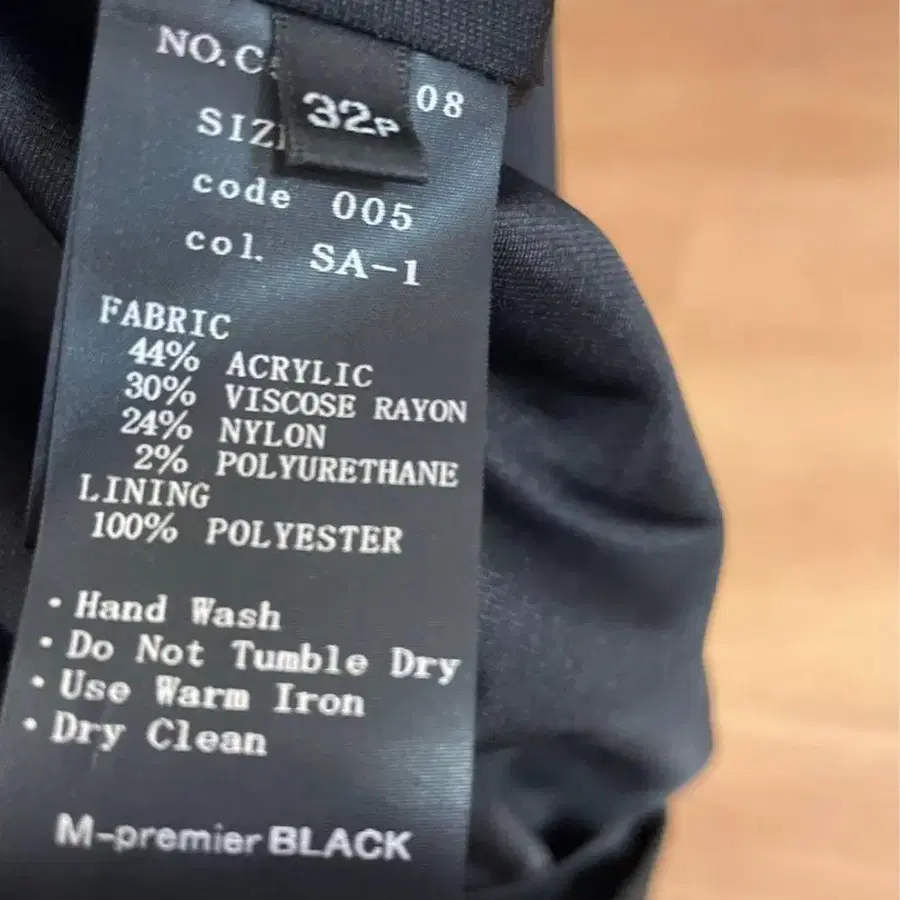 NO.C 08
32P
SIZ
code 005
col. SA-1
FABRIC
44% ACRYLIC
30% VISCOSE RAYON
24% NYLON
2% POLYURETHANE
LINING
100% POLYESTER
・Hand Wash
・Do Not Tumble Dry
・Use Warm Iron
・Dry Clean
M-premier BLACK